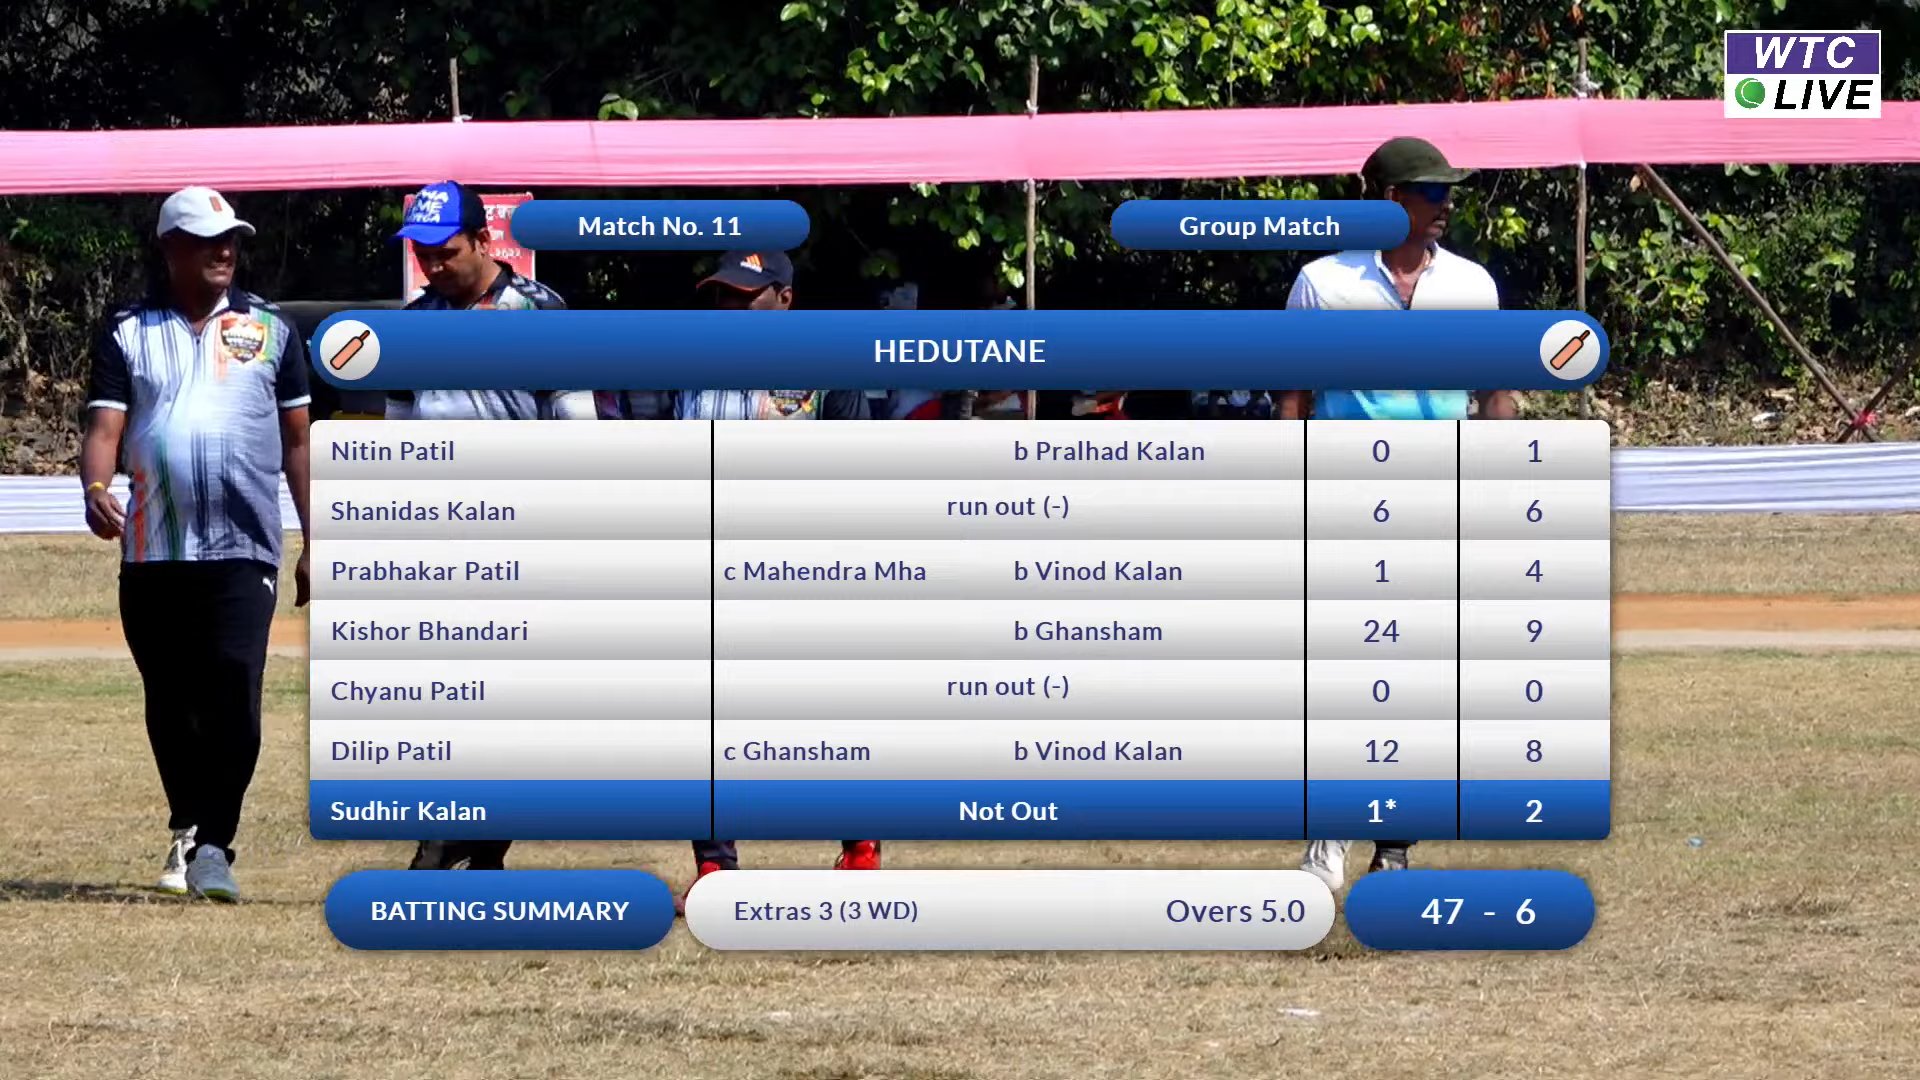 WTC
LIVE
Match No. 11
Group Match
HEDUTANE
Nitin Patil b Pralhad Kalan 0 1
Shanidas Kalan run out (-) 6 6
Prabhakar Patil c Mahendra Mha b Vinod Kalan 1 4
Kishor Bhandari b Ghansham 24 9
Chyanu Patil run out (-) 0 0
Dilip Patil c Ghansham b Vinod Kalan 12 8
Sudhir Kalan Not Out 1* 2
BATTING SUMMARY Extras 3 (3 WD) Overs 5.0 47 - 6